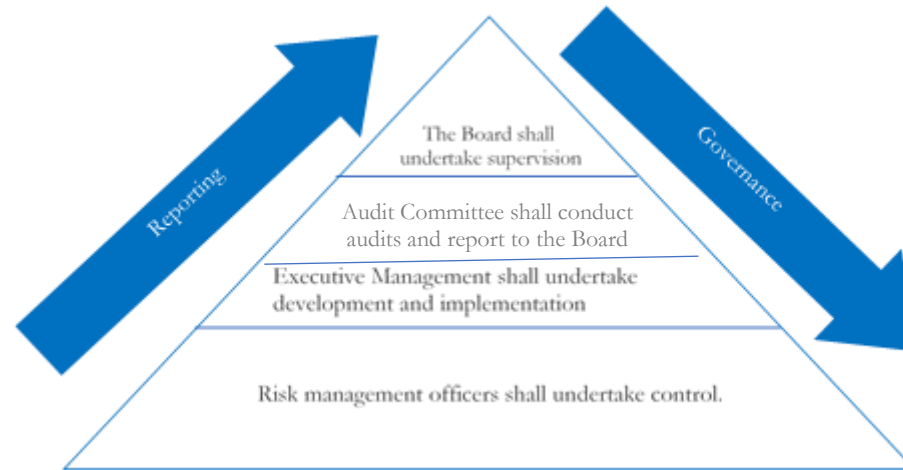 Reporting
Governance
The Board shall
undertake supervision
Audit Committee shall conduct
audits and report to the Board
Executive Management shall undertake
development and implementation
Risk management officers shall undertake control.